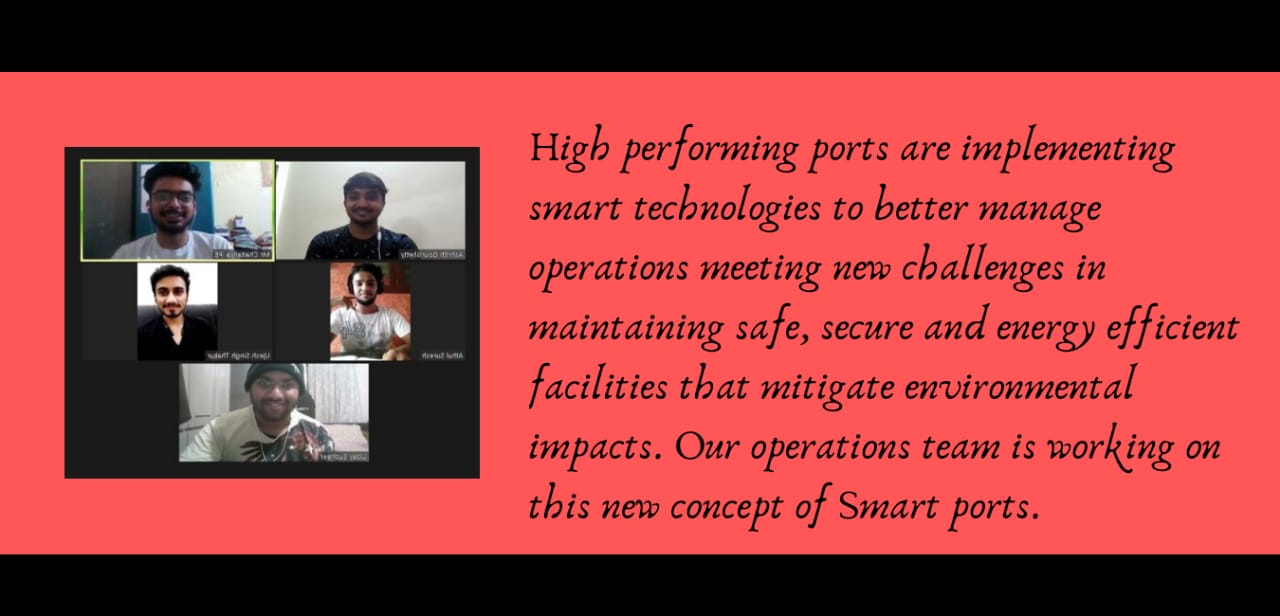 High performing ports are implementing
smart technologies to better manage
operations meeting new challenges in
maintaining safe, secure and energy efficient
facilities that mitigate environmental
impacts. Our operations team is working on
this new concept of Smart ports.
Athul Suresh